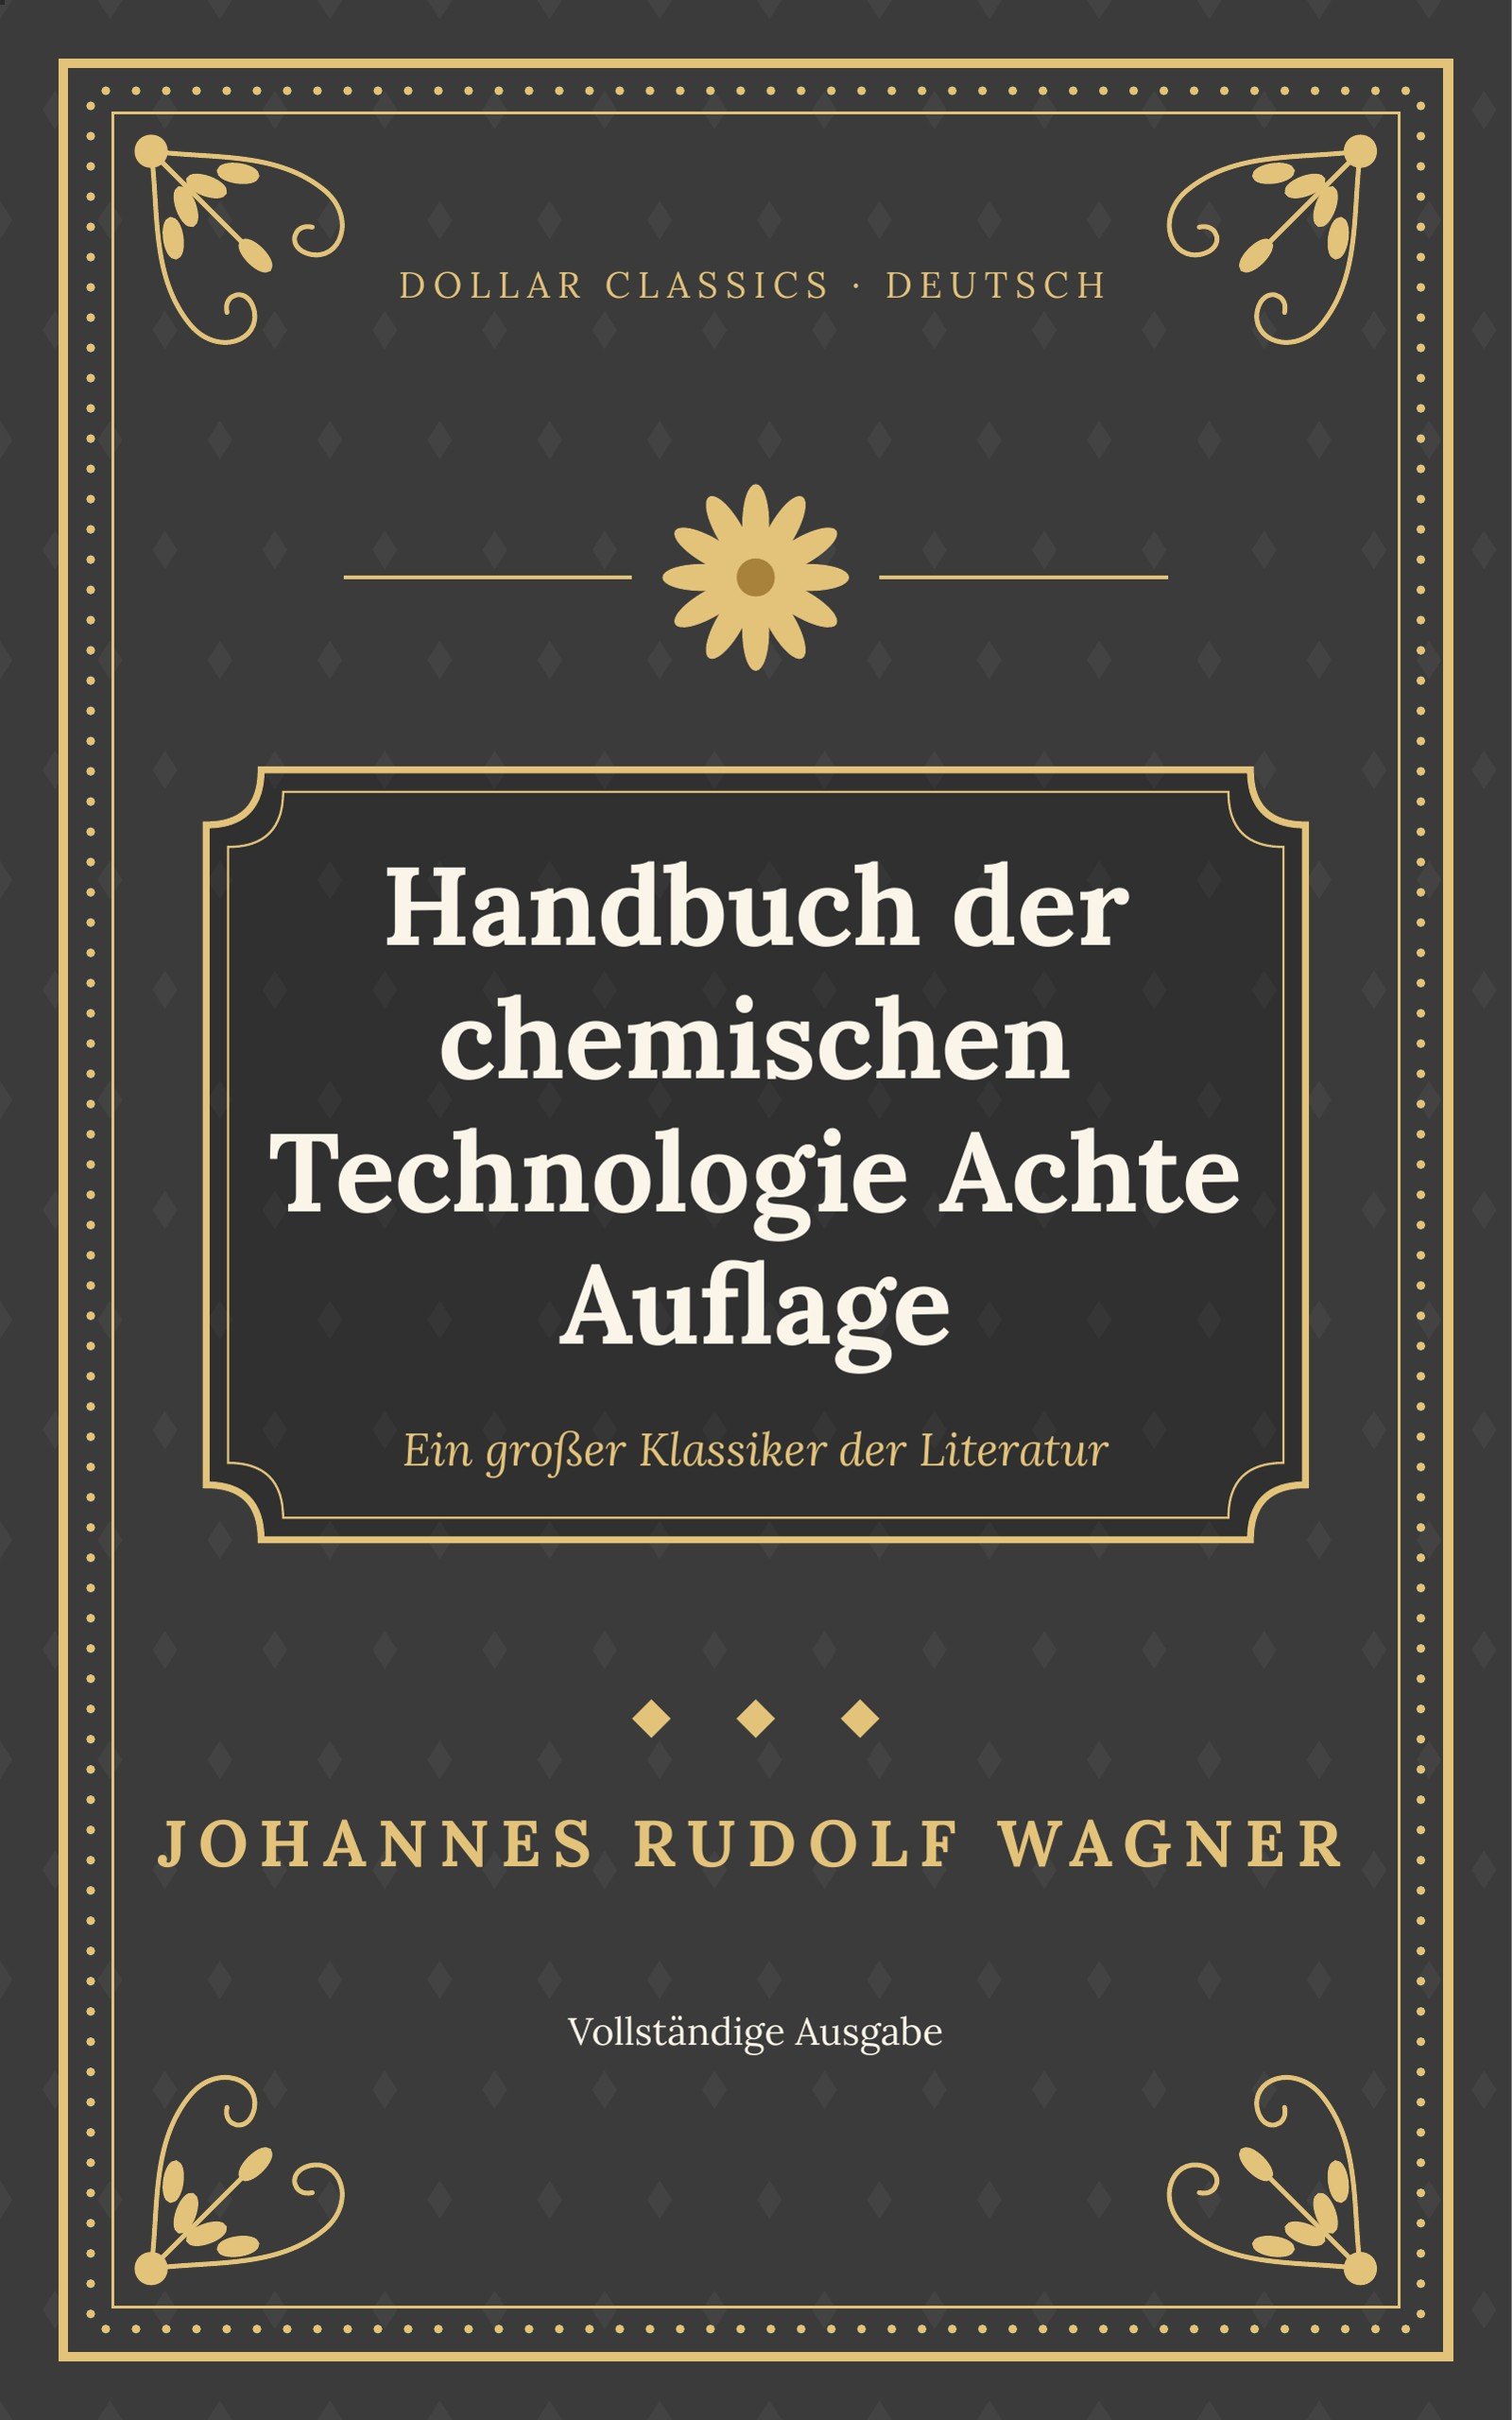 DOLLAR CLASSICS · DEUTSCH
Handbuch der
chemischen
Technologie Achte
Auflage
Ein großer Klassiker der Literatur
JOHANNES RUDOLF WAGNER
Vollständige Ausgabe